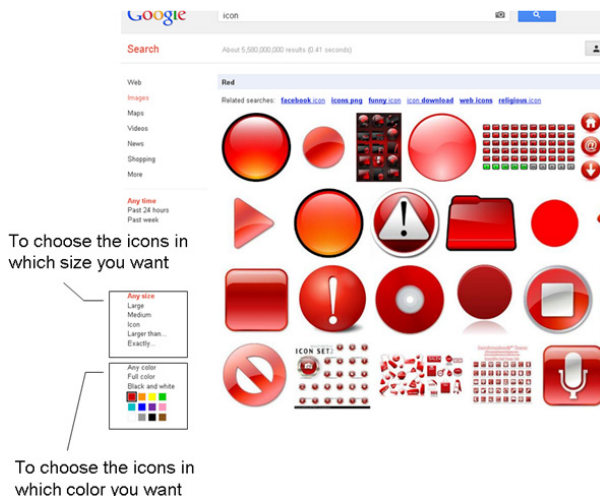 Google
icon
Search
About 5,580,000,000 results (0.41 seconds)
Web
Red
Images
Related searches: facebook icon icons png funny icon icon download web icons religious icon
Maps
Videos
News
Shopping
More
Any time
Past 24 hours
Past week
To choose the icons in
which size you want
Any size
Large
Medium
Icon
Larger than...
Exactly...
Any color
Full color
Black and white
ICON SET
To choose the icons in
which color you want